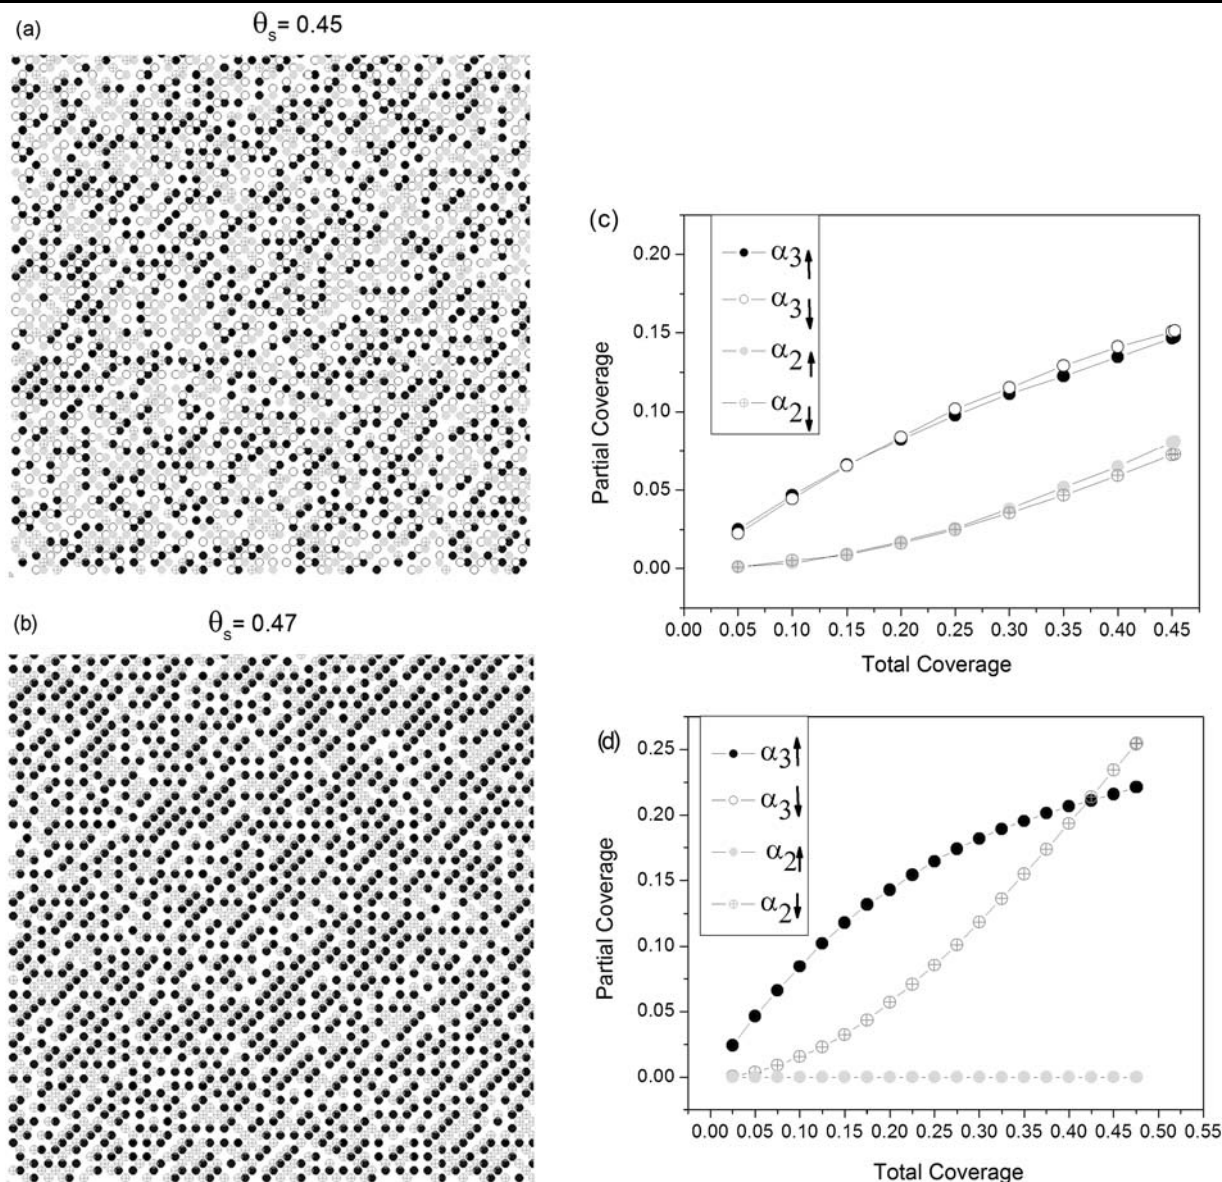 (a)
θs= 0.45
(b)
θs= 0.47
(c)
α3↑
α3↓
α2↑
α2↓
Partial Coverage
0.20
0.15
0.10
0.05
0.00
0.00 0.05 0.10 0.15 0.20 0.25 0.30 0.35 0.40 0.45
Total Coverage
(d)
α3↑
α3↓
α2↑
α2↓
Partial Coverage
0.25
0.20
0.15
0.10
0.05
0.00
0.00 0.05 0.10 0.15 0.20 0.25 0.30 0.35 0.40 0.45 0.50 0.55
Total Coverage